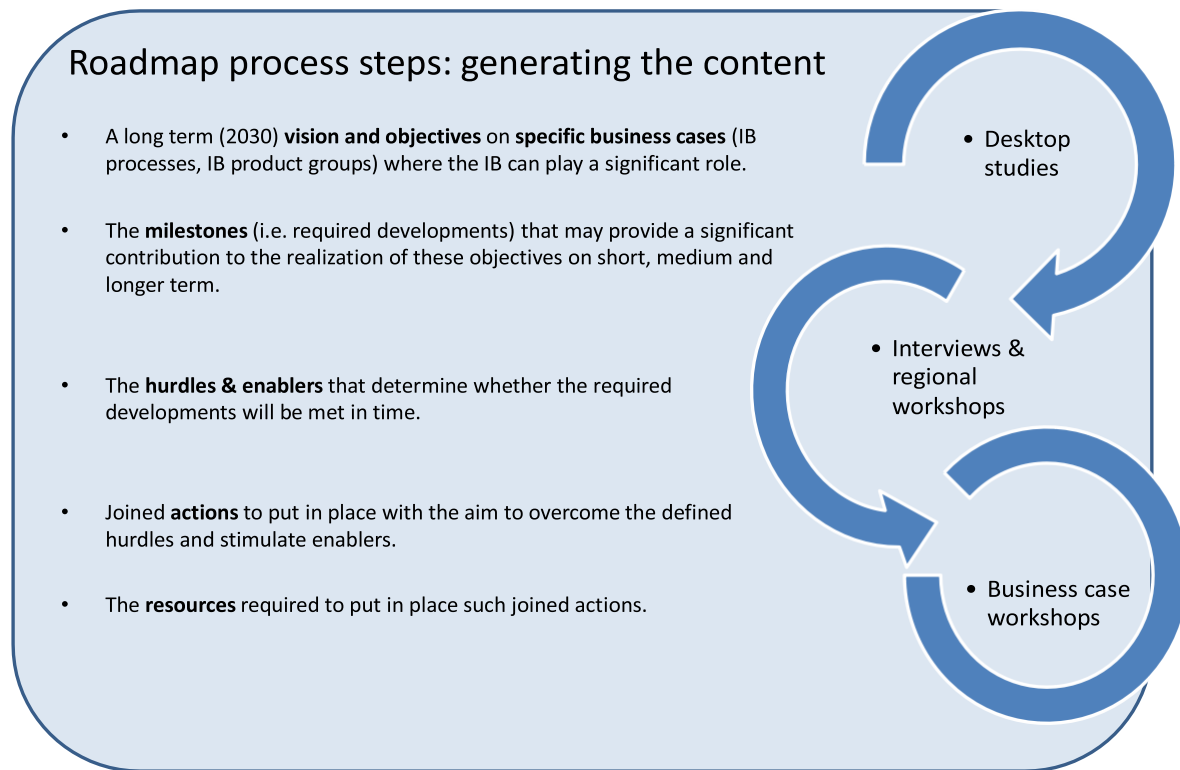 Roadmap process steps: generating the content
• A long term (2030) vision and objectives on specific business cases (IB
processes, IB product groups) where the IB can play a significant role.
• The milestones (i.e. required developments) that may provide a significant
contribution to the realization of these objectives on short, medium and
longer term.
• The hurdles & enablers that determine whether the required
developments will be met in time.
• Joined actions to put in place with the aim to overcome the defined
hurdles and stimulate enablers.
• The resources required to put in place such joined actions.
• Desktop
studies
• Interviews &
regional
workshops
• Business case
workshops